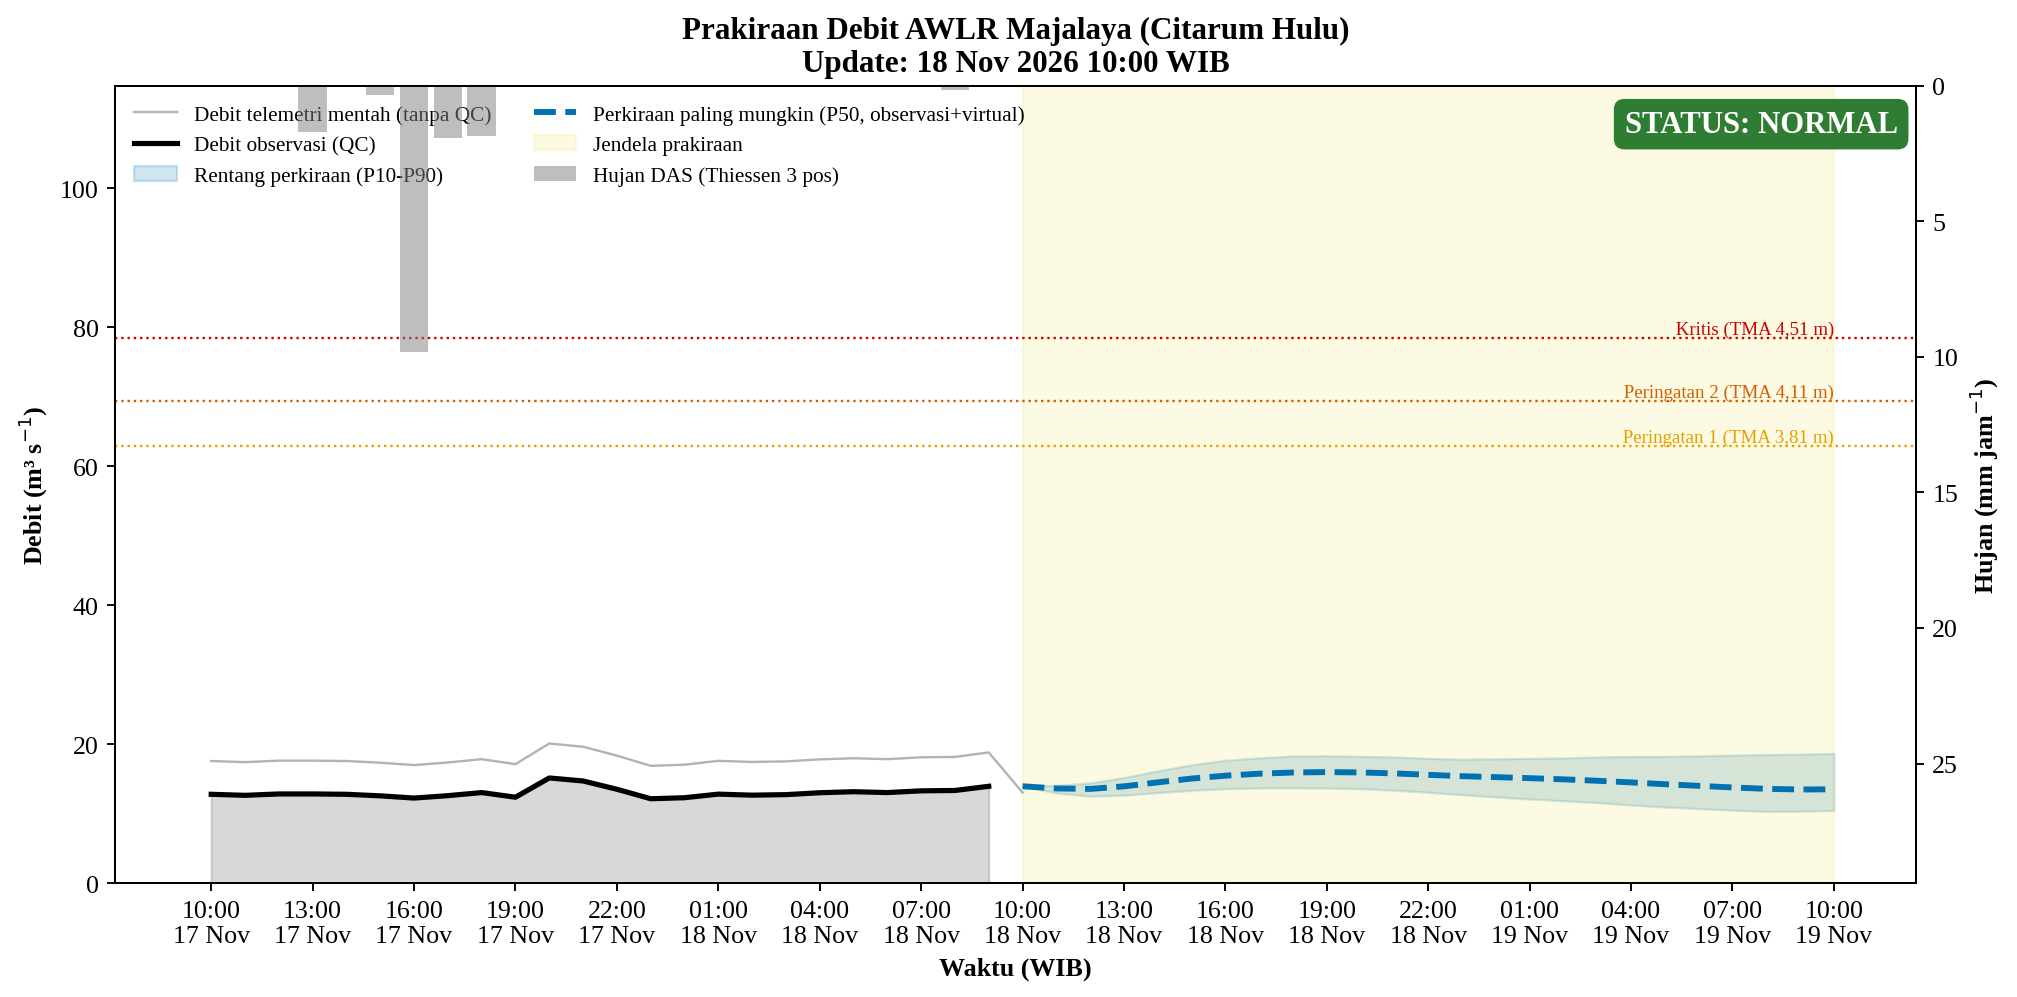 Prakiraan Debit AWLR Majalaya (Citarum Hulu)
Update: 18 Nov 2026 10:00 WIB
Debit telemetri mentah (tanpa QC)
Debit observasi (QC)
Rentang perkiraan (P10-P90)
Perkiraan paling mungkin (P50, observasi+virtual)
Jendela prakiraan
Hujan DAS (Thiessen 3 pos)
STATUS: NORMAL
Kritis (TMA 4,51 m)
Peringatan 2 (TMA 4,11 m)
Peringatan 1 (TMA 3,81 m)
Debit (m³ s⁻¹)
100
80
60
40
20
0
Hujan (mm jam⁻¹)
0
5
10
15
20
25
10:00 13:00 16:00 19:00 22:00 01:00 04:00 07:00 10:00 13:00 16:00 19:00 22:00 01:00 04:00 07:00 10:00
17 Nov 17 Nov 17 Nov 17 Nov 17 Nov 18 Nov 18 Nov 18 Nov 18 Nov 18 Nov 18 Nov 18 Nov 18 Nov 19 Nov 19 Nov 19 Nov 19 Nov
Waktu (WIB)